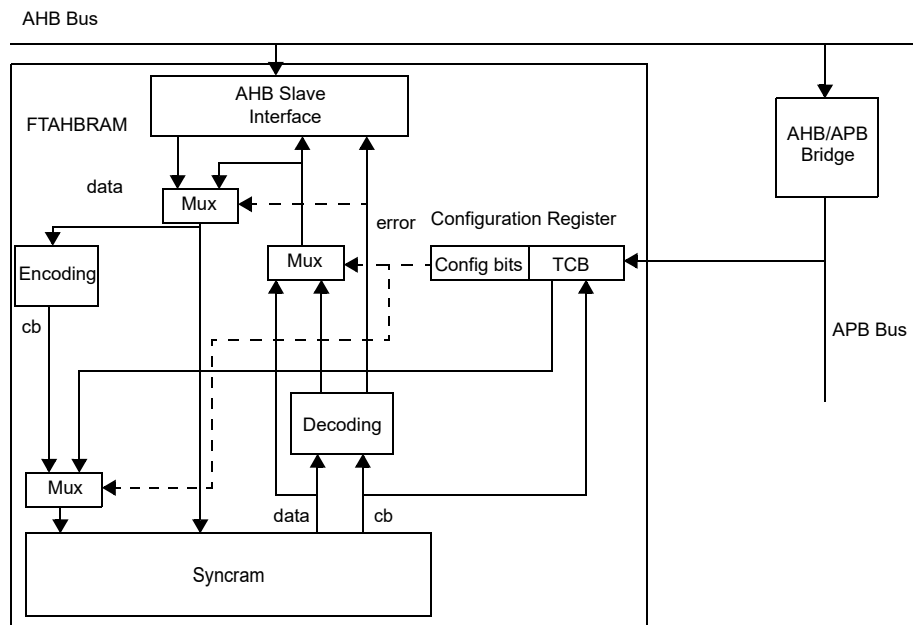 AHB Bus
AHB Slave
Interface
FTAHBRAM
AHB/APB
Bridge
data
Mux
error
Configuration Register
Encoding
Mux
Config bits
TCB
cb
APB Bus
Decoding
Mux
data
cb
Syncram